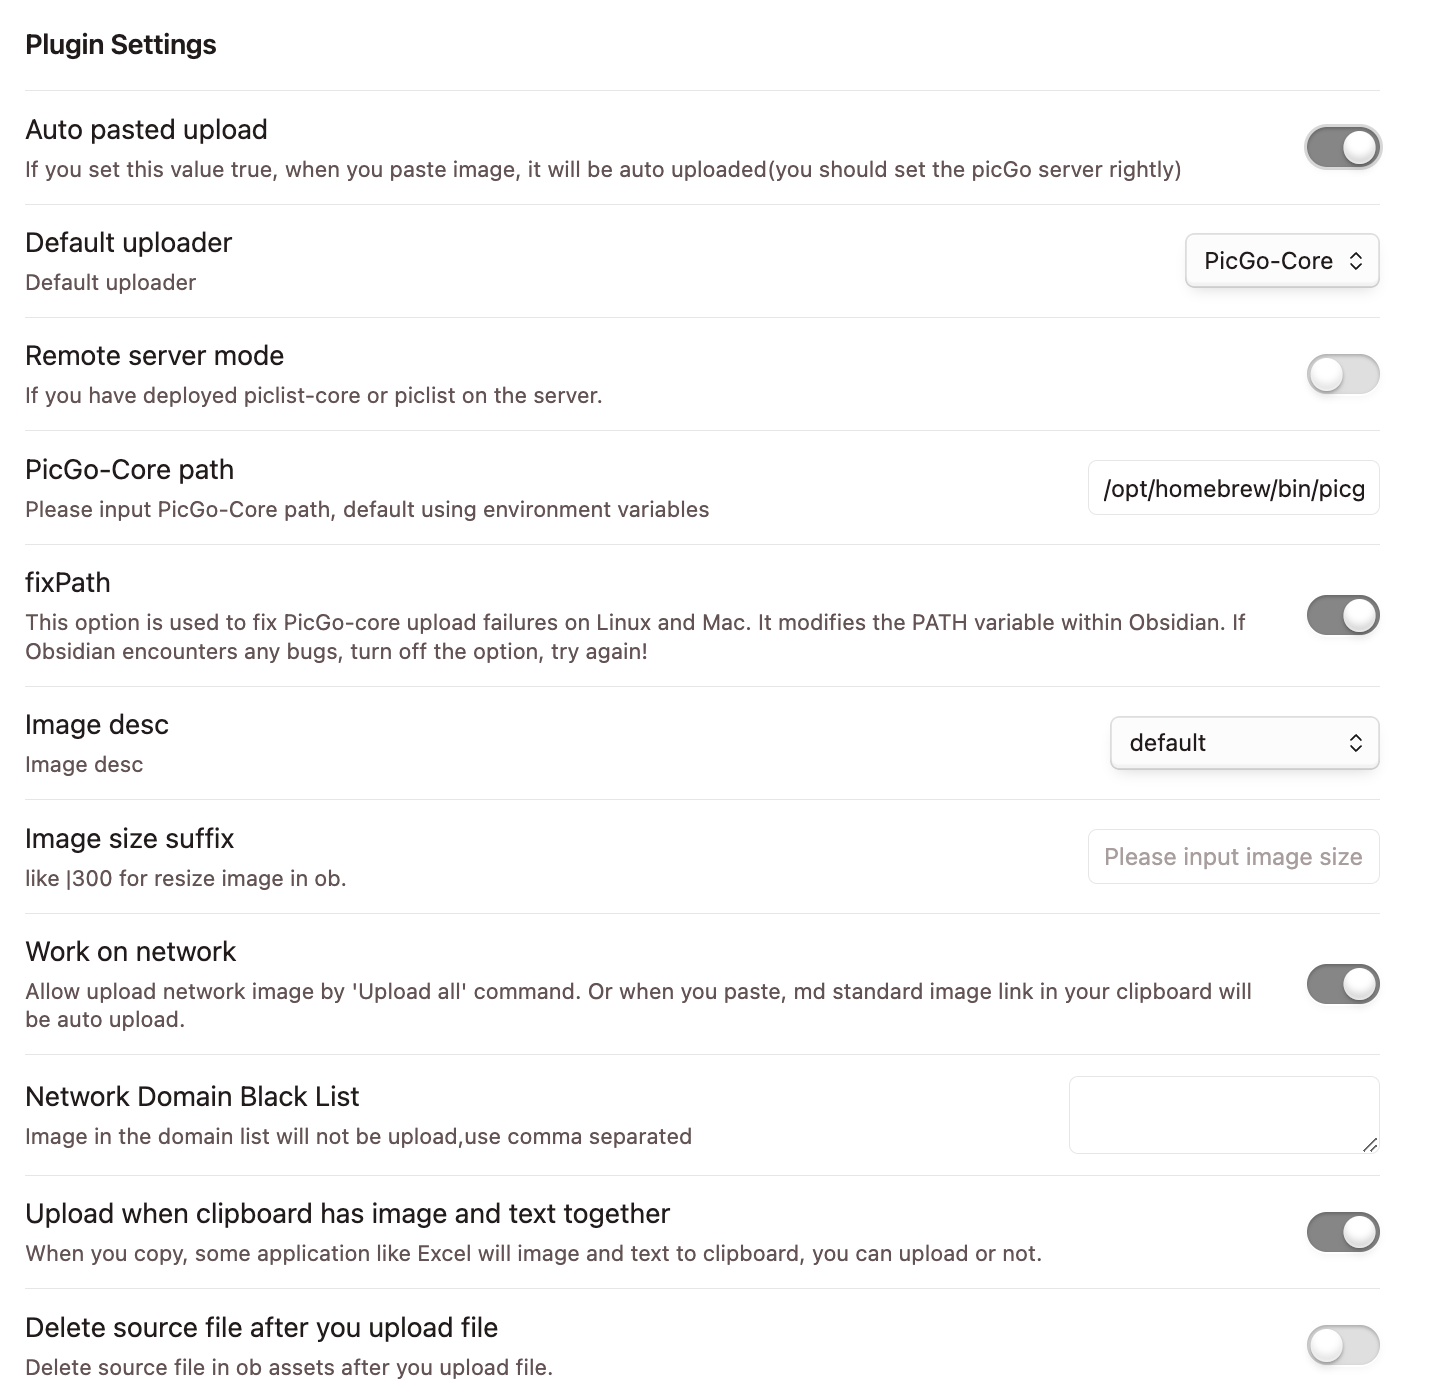 Plugin Settings
Auto pasted upload
If you set this value true, when you paste image, it will be auto uploaded(you should set the picGo server rightly)
Default uploader
Default uploader
PicGo-Core
Remote server mode
If you have deployed piclist-core or piclist on the server.
PicGo-Core path
Please input PicGo-Core path, default using environment variables
/opt/homebrew/bin/picg
fixPath
This option is used to fix PicGo-core upload failures on Linux and Mac. It modifies the PATH variable within Obsidian. If
Obsidian encounters any bugs, turn off the option, try again!
Image desc
Image desc
default
Image size suffix
like |300 for resize image in ob.
Please input image size
Work on network
Allow upload network image by 'Upload all' command. Or when you paste, md standard image link in your clipboard will
be auto upload.
Network Domain Black List
Image in the domain list will not be upload,use comma separated
Upload when clipboard has image and text together
When you copy, some application like Excel will image and text to clipboard, you can upload or not.
Delete source file after you upload file
Delete source file in ob assets after you upload file.